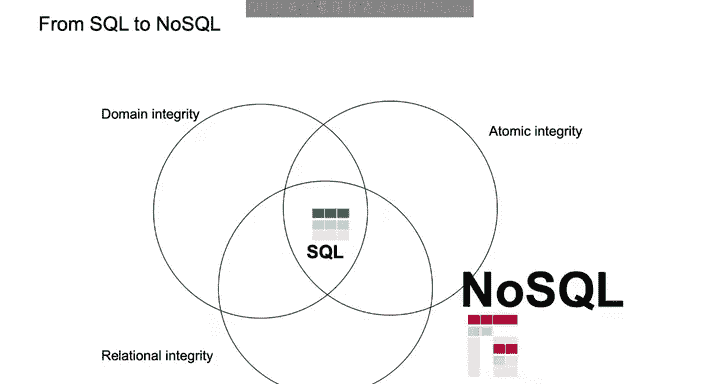 From SQL to NoSQL
Domain integrity
Atomic integrity
SQL
NoSQL
Relational integrity